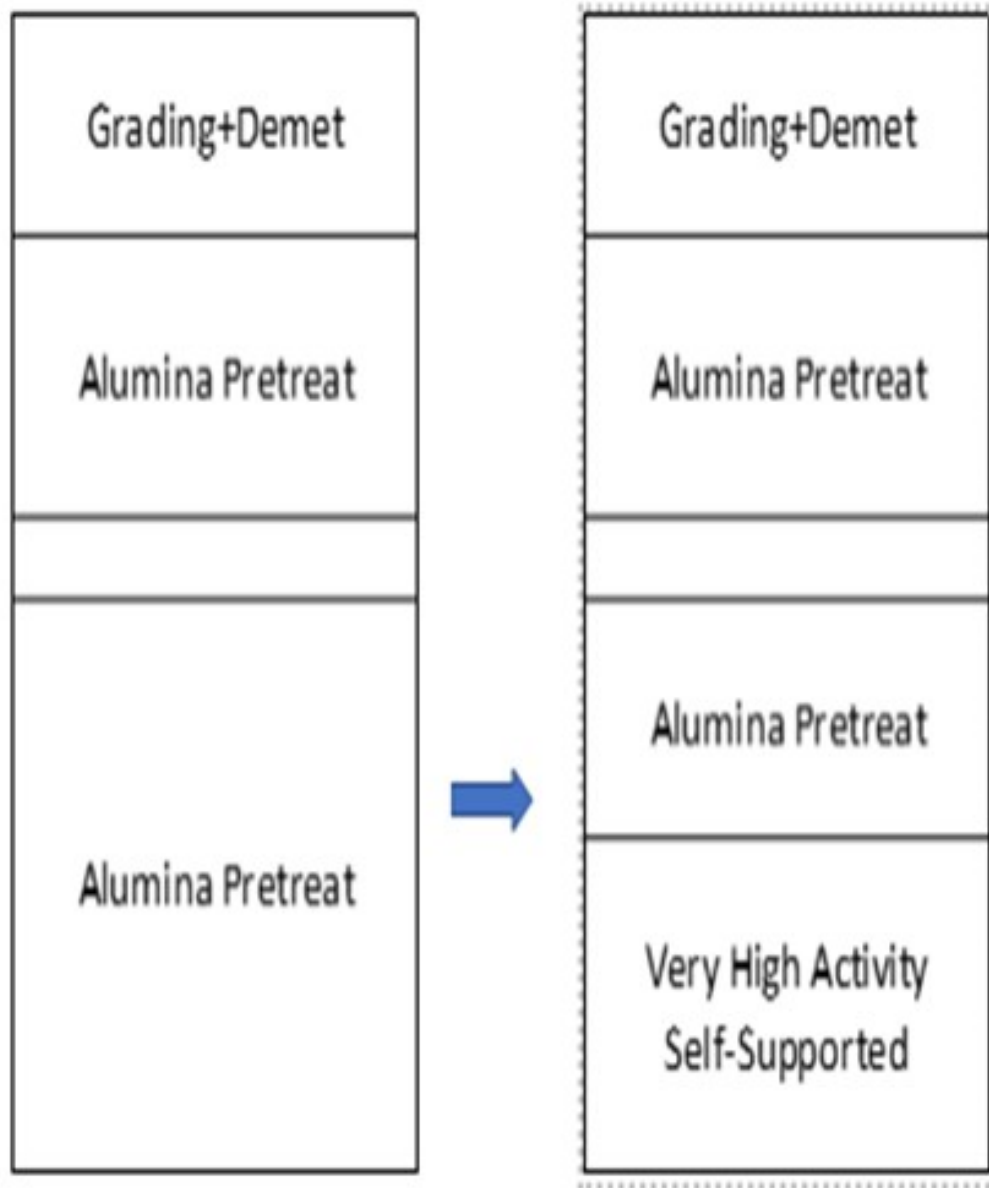 Grading+Demet
Alumina Pretreat
Alumina Pretreat
Grading+Demet
Alumina Pretreat
Alumina Pretreat
Very High Activity
Self-Supported